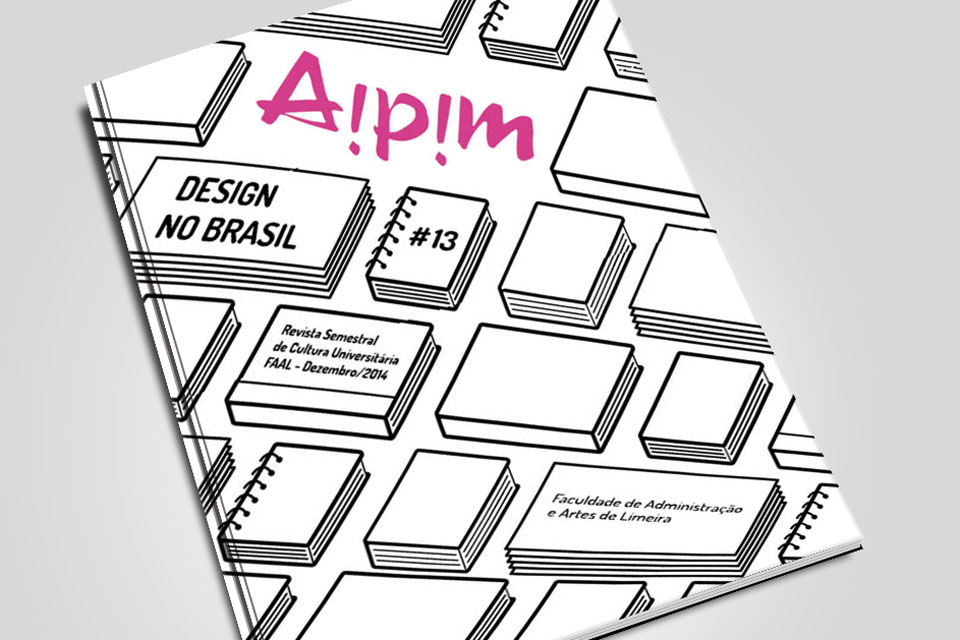 A!p!m
DESIGN
NO BRASIL
#13
Revista Semestral
de Cultura Universitária
FAAL - Dezembro/2014
Faculdade de Administração
e Artes de Limeira